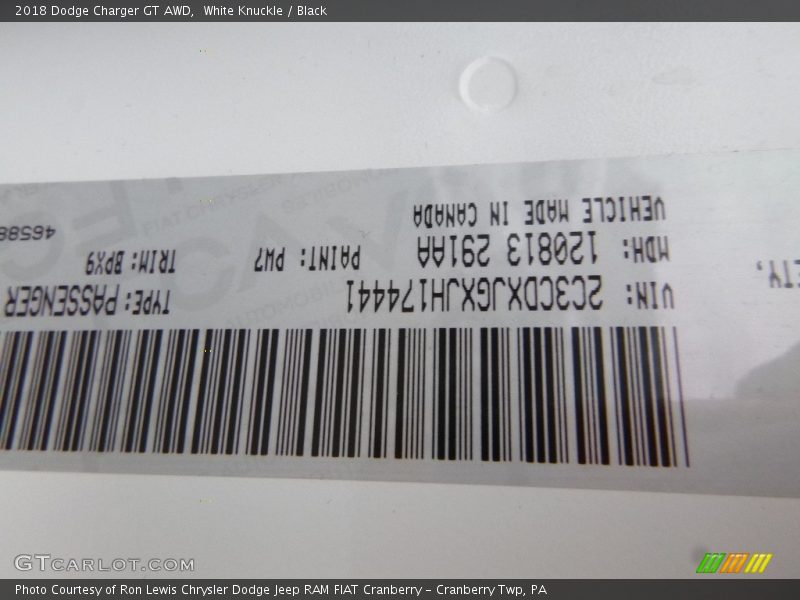 2018 Dodge Charger GT AWD, White Knuckle / Black
VIN: 2C3CDXJGXJH174441 TYPE: PASSENGER
MDH: 120813 291AA PAINT: PW7 TRIM: BPX9
VEHICLE MADE IN CANADA
GTCARLOT.COM
Photo Courtesy of Ron Lewis Chrysler Dodge Jeep RAM FIAT Cranberry – Cranberry Twp, PA